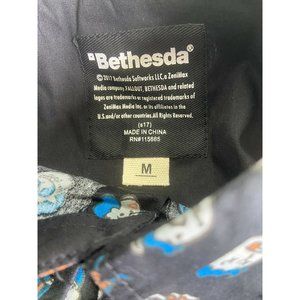 Bethesda
© 2017 Bethesda Softworks LLC, a ZeniMax
Media company FALLOUT, BETHESDA and related
logos are trademarks or registered trademarks of
ZeniMax Media Inc. or its affiliates in the
U.S. and/or other countries. All Rights
(s17)
MADE IN CHINA
RN#115685
M